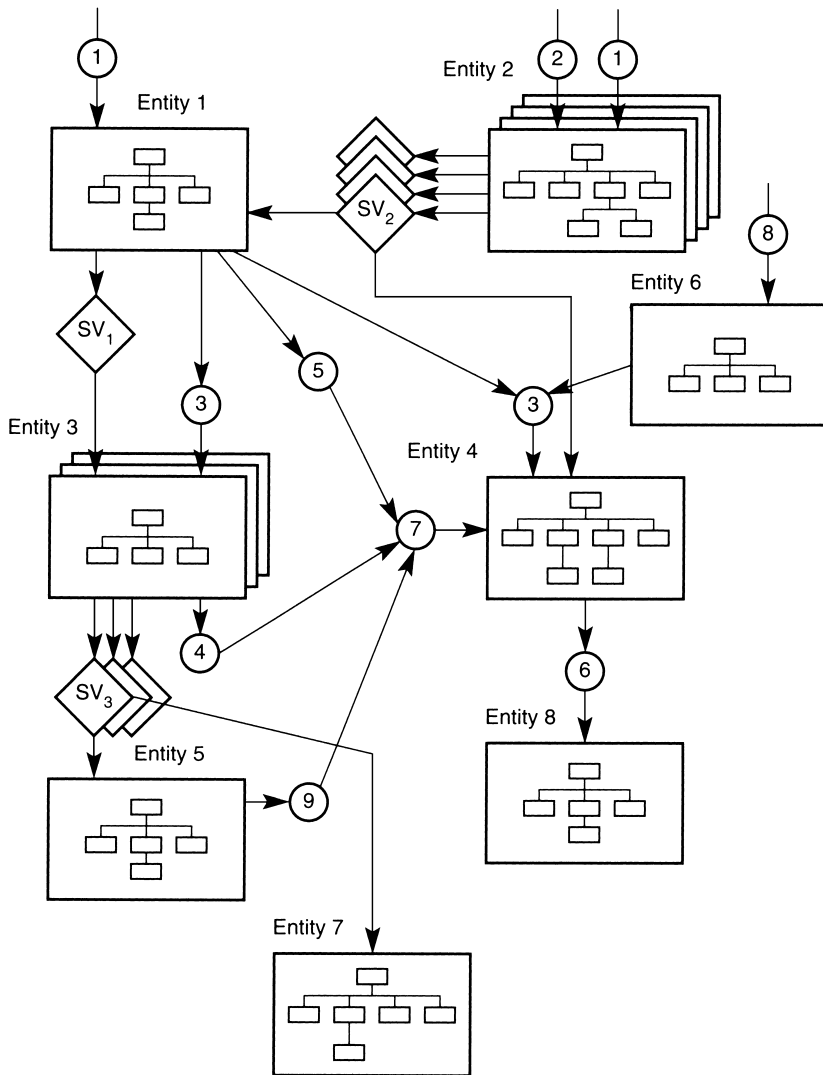 1
2
1
Entity 2
Entity 1
SV2
8
Entity 6
SV1
5
3
3
Entity 3
Entity 4
7
4
6
SV3
Entity 8
Entity 5
9
Entity 7